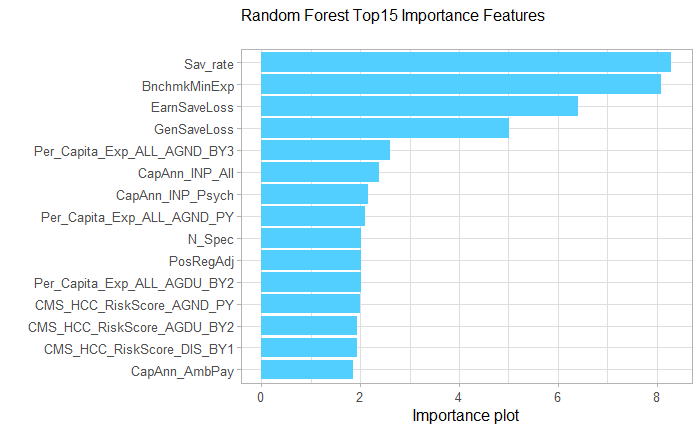 Random Forest Top15 Importance Features
Sav_rate
BnchmkMinExp
EarnSaveLoss
GenSaveLoss
Per_Capita_Exp_ALL_AGND_BY3
CapAnn_INP_All
CapAnn_INP_Psych
Per_Capita_Exp_ALL_AGND_PY
N_Spec
PosRegAdj
Per_Capita_Exp_ALL_AGDU_BY2
CMS_HCC_RiskScore_AGND_PY
CMS_HCC_RiskScore_AGDU_BY2
CMS_HCC_RiskScore_DIS_BY1
CapAnn_AmbPay
0 2 4 6 8
Importance plot